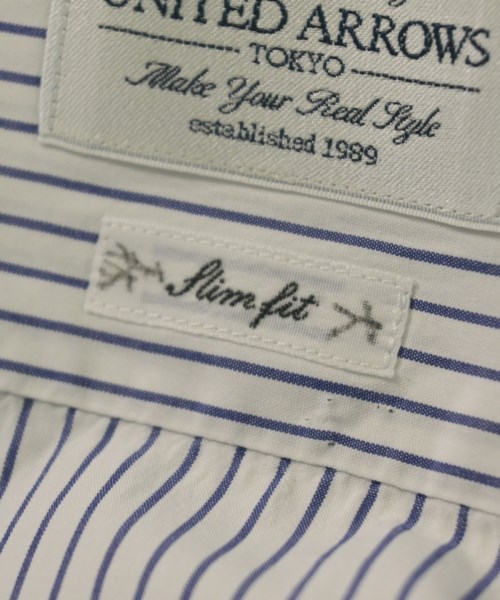 UNITED ARROWS
TOKYO
Make Your Real Style
established 1989
Slim fit